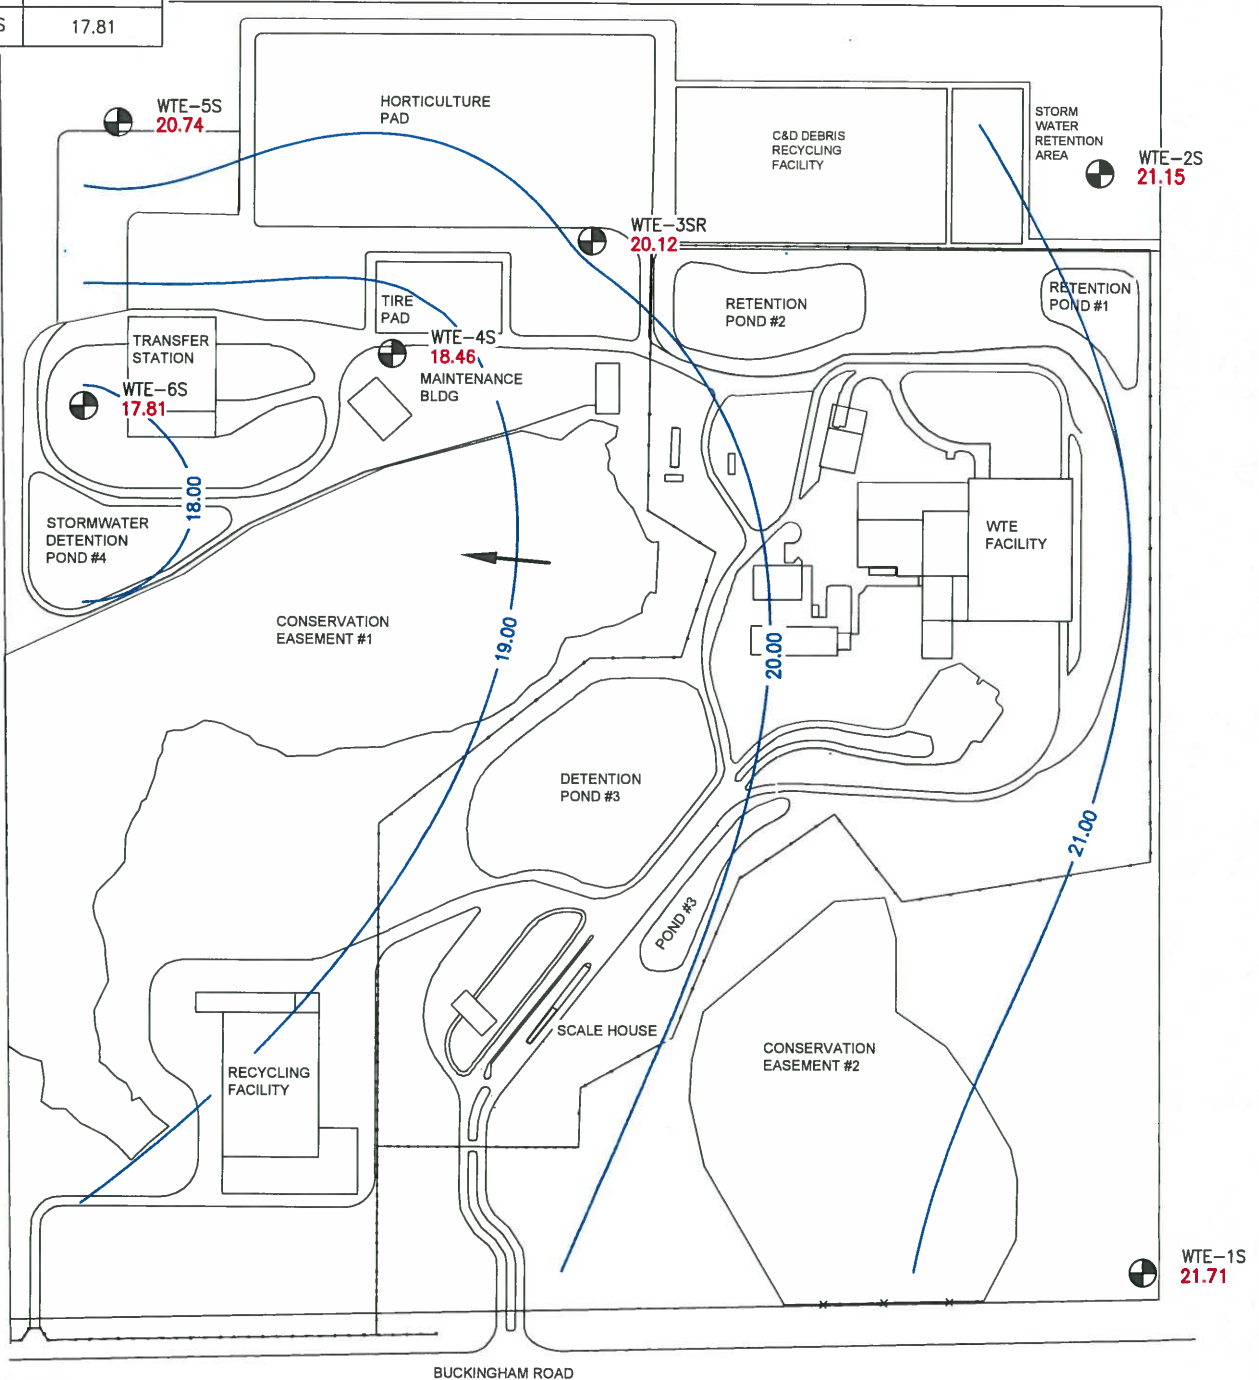 S 17.81
WTE-5S
20.74
HORTICULTURE
PAD
C&D DEBRIS
RECYCLING
FACILITY
STORM
WATER
RETENTION
AREA
WTE-2S
21.15
WTE-3SR
20.12
RETENTION
POND #2
RETENTION
POND #1
TIRE
PAD
TRANSFER
STATION
WTE-4S
18.46
MAINTENANCE
BLDG
WTE-6S
17.81
18.00
STORMWATER
DETENTION
POND #4
WTE
FACILITY
CONSERVATION
EASEMENT #1
19.00
20.00
DETENTION
POND #3
21.00
POND #3
SCALE HOUSE
CONSERVATION
EASEMENT #2
RECYCLING
FACILITY
WTE-1S
21.71
BUCKINGHAM ROAD